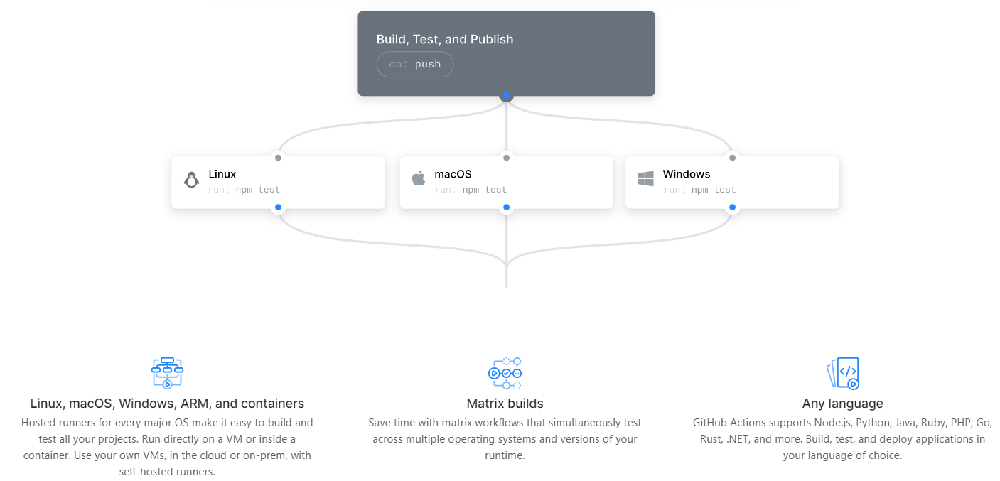 Build, Test, and Publish
on: push
Linux
run: npm test
macOS
run: npm test
Windows
run: npm test
Linux, macOS, Windows, ARM, and containers
Hosted runners for every major OS make it easy to build and
test all your projects. Run directly on a VM or inside a
container. Use your own VMs, in the cloud or on-prem, with
self-hosted runners.
Matrix builds
Save time with matrix workflows that simultaneously test
across multiple operating systems and versions of your
runtime.
Any language
GitHub Actions supports Node.js, Python, Java, Ruby, PHP, Go,
Rust, .NET, and more. Build, test, and deploy applications in
your language of choice.